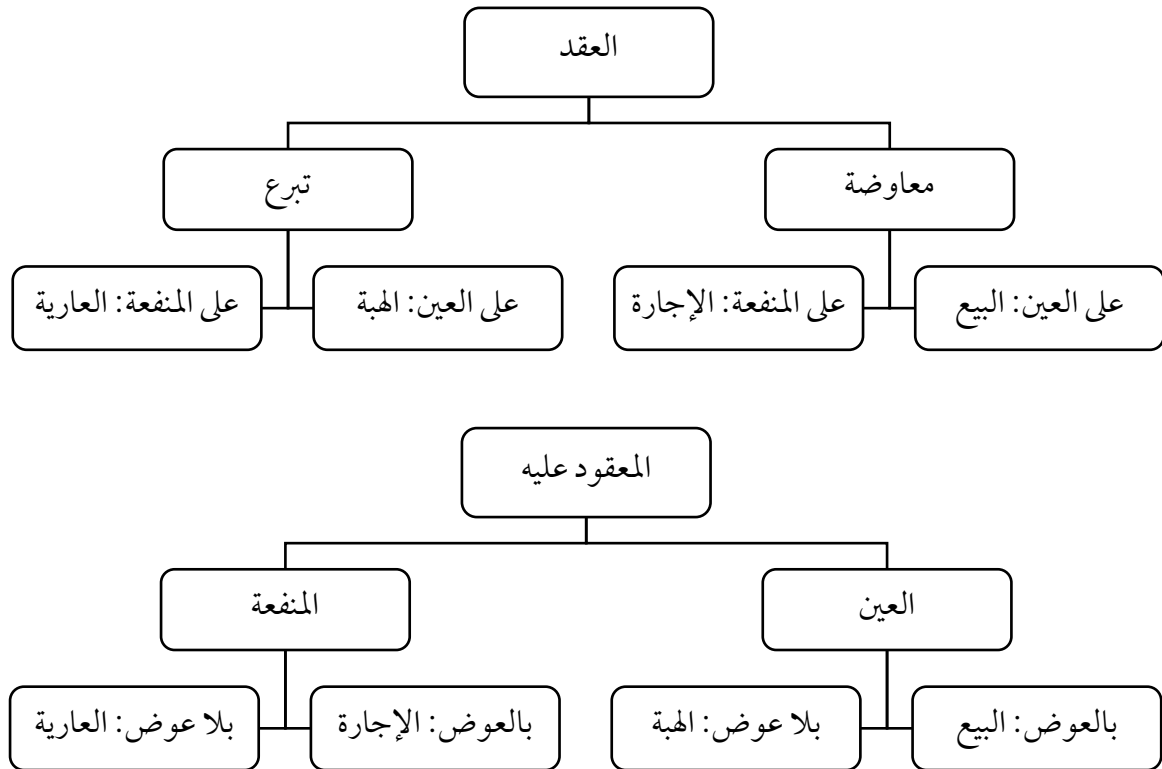 العقد
معاوضة
تبرع
على العين: البيع
على المنفعة: الإجارة
على العين: الهبة
على المنفعة: العارية
المعقود عليه
العين
المنفعة
بالعوض: البيع
بلا عوض: الهبة
بالعوض: الإجارة
بلا عوض: العارية